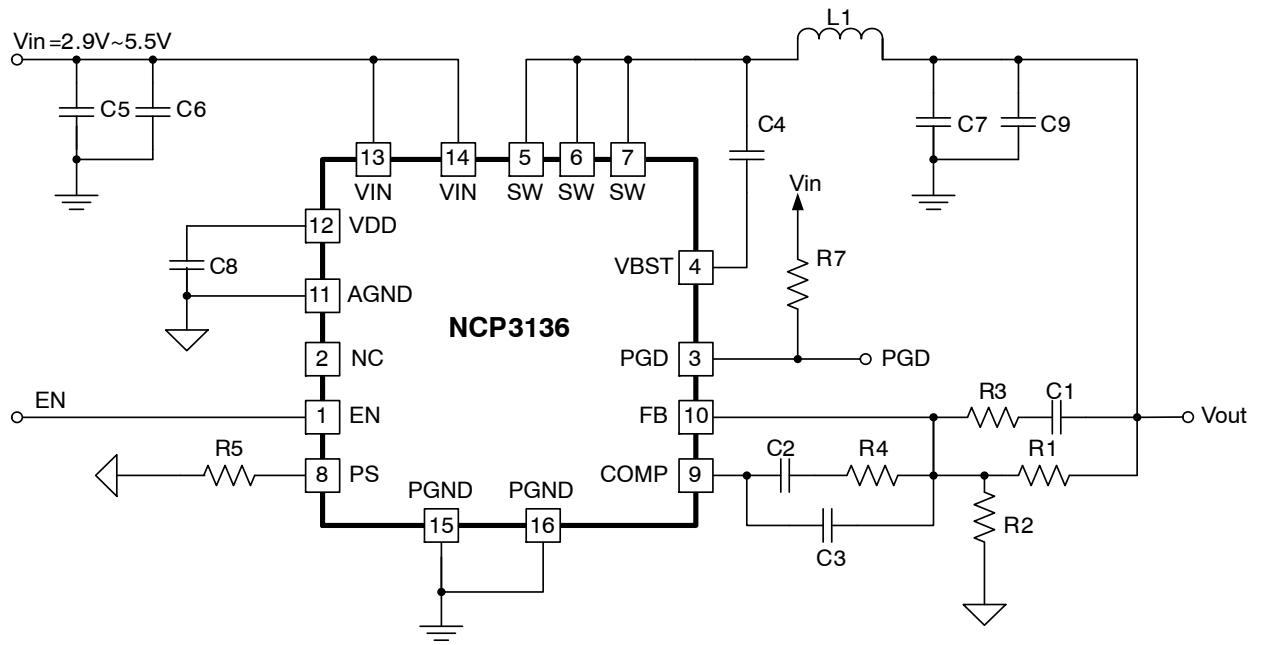 L1
Vin=2.9V~5.5V
C5
C6
C4
C7
C9
13
14
5
6
7
VIN
VIN
SW
SW
SW
Vin
12
VDD
R7
C8
VBST
4
11
AGND
NCP3136
2
NC
PGD
3
PGD
EN
1
EN
FB
10
R3
C1
Vout
R5
8
PS
COMP
9
C2
R4
R1
PGND
PGND
15
16
R2
C3